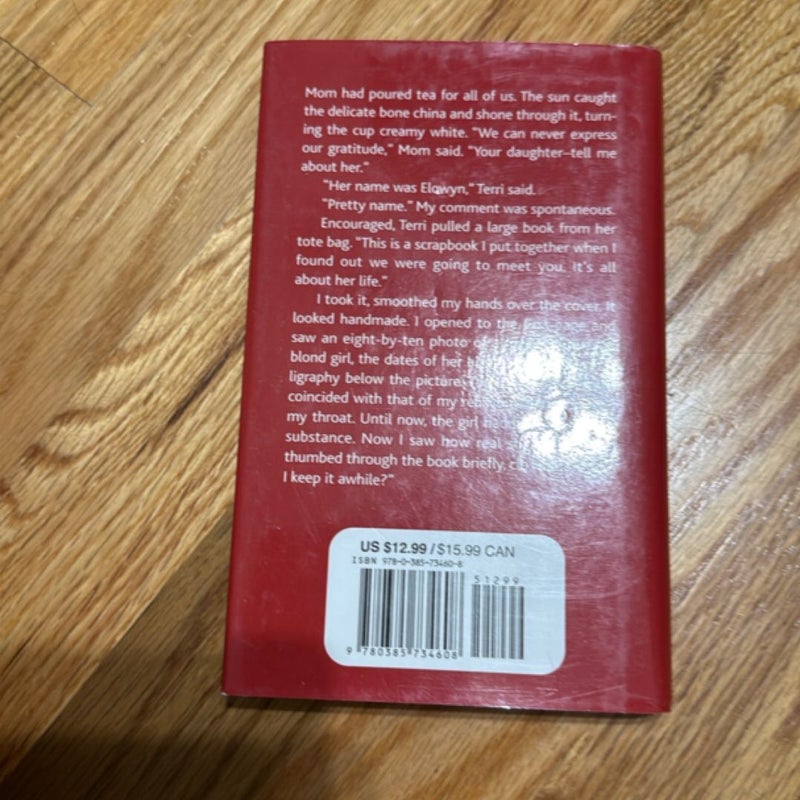 Mom had poured tea for all of us. The sun caught
the delicate bone china and shone through it, turn-
ing the cup creamy white. "We can never express
our gratitude," Mom said. "Your daughter–tell me
about her."
"Her name was Elowyn," Terri said.
"Pretty name." My comment was spontaneous.
Encouraged, Terri pulled a large book from her
tote bag. "This is a scrapbook I put together when I
found out we were going to meet you. It's all
about her life."
I took it, smoothed my hands over the cover. It
looked handmade. I opened to the first page and
saw an eight-by-ten photo of
blond girl, the dates of her
ligraphy below the picture.
coincided with that of my
my throat. Until now, the girl had
substance. Now I saw how real
thumbed through the book briefly,
I keep it awhile?"
US $12.99 / $15.99 CAN
ISBN 978-0-385-73460-8
51299
9 780385 734608